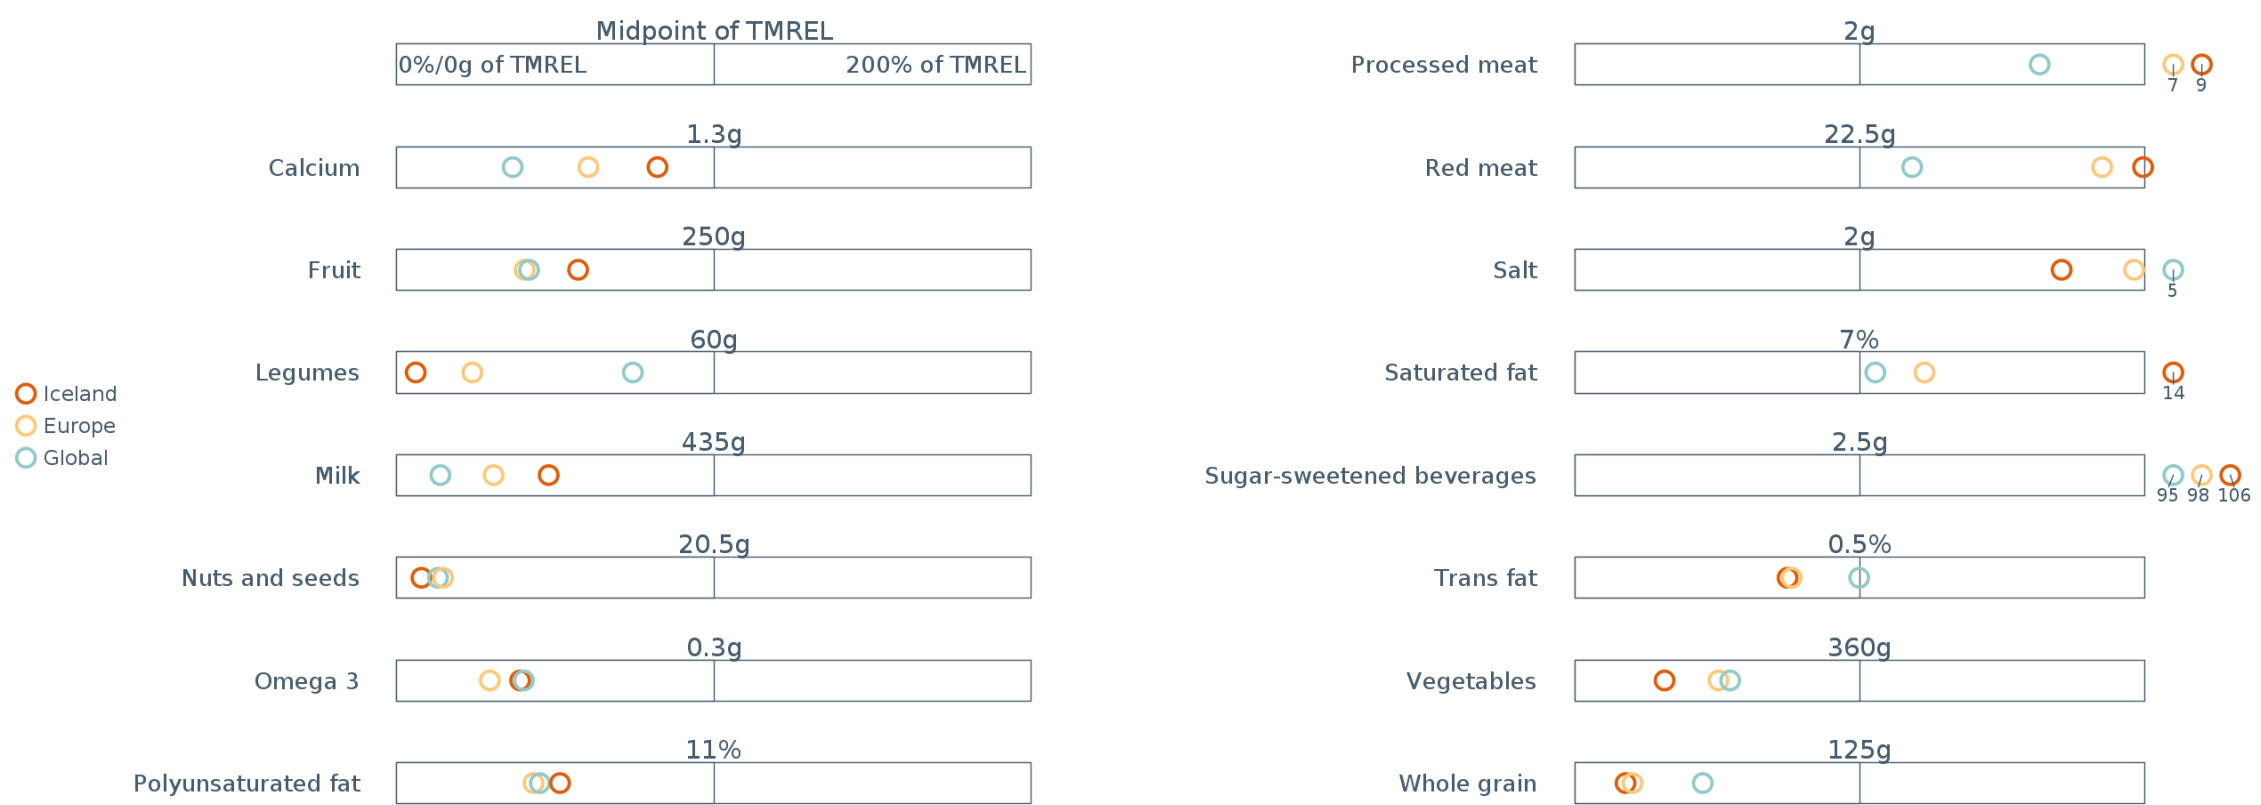 Midpoint of TMREL
0%/0g of TMREL 200% of TMREL
1.3g
Calcium
250g
Fruit
60g
Legumes
435g
Milk
20.5g
Nuts and seeds
0.3g
Omega 3
11%
Polyunsaturated fat
Iceland
Europe
Global
2g
Processed meat
7 9
22.5g
Red meat
2g
Salt
5
7%
Saturated fat
14
2.5g
Sugar-sweetened beverages
95 98 106
0.5%
Trans fat
360g
Vegetables
125g
Whole grain